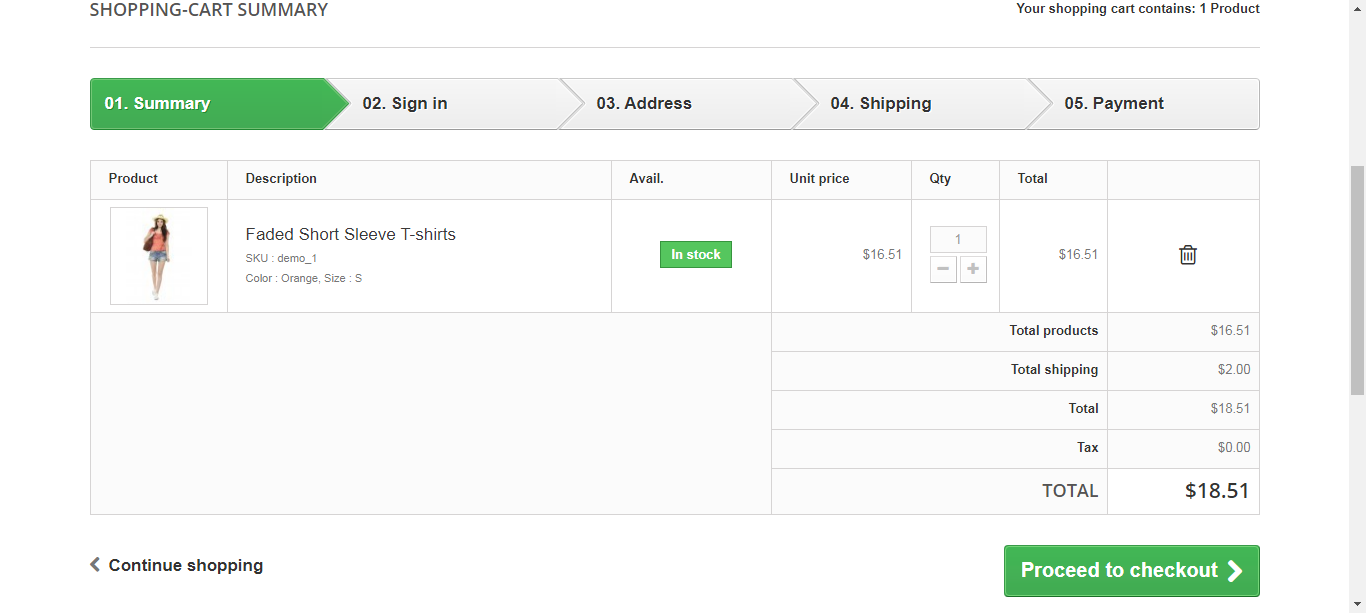 SHOPPING-CART SUMMARY
Your shopping cart contains: 1 Product
01. Summary
02. Sign in
03. Address
04. Shipping
05. Payment
Product
Description
Avail.
Unit price
Qty
Total
Faded Short Sleeve T-shirts
SKU : demo_1
Color : Orange, Size : S
In stock
$16.51
1
$16.51
Total products $16.51
Total shipping $2.00
Total $18.51
Tax $0.00
TOTAL $18.51
Continue shopping
Proceed to checkout